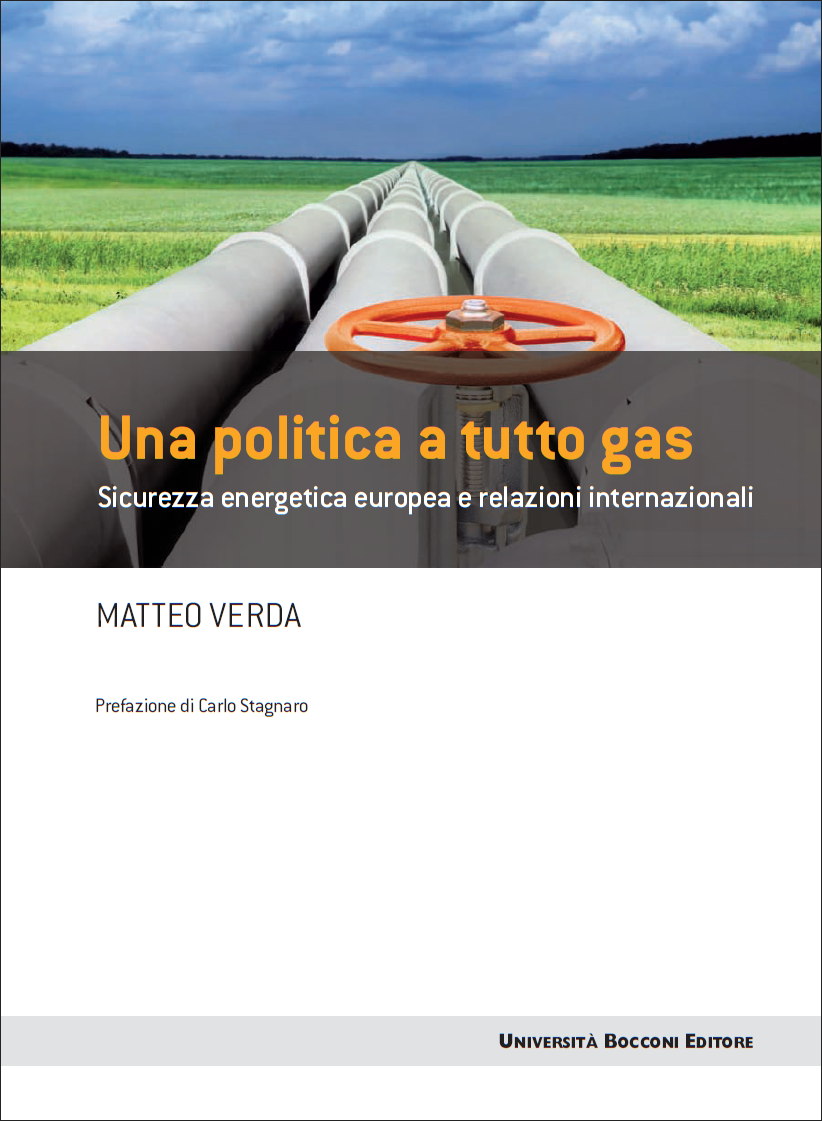 Una politica a tutto gas
Sicurezza energetica europea e relazioni internazionali
MATTEO VERDA
Prefazione di Carlo Stagnaro
UNIVERSITÀ BOCCONI EDITORE